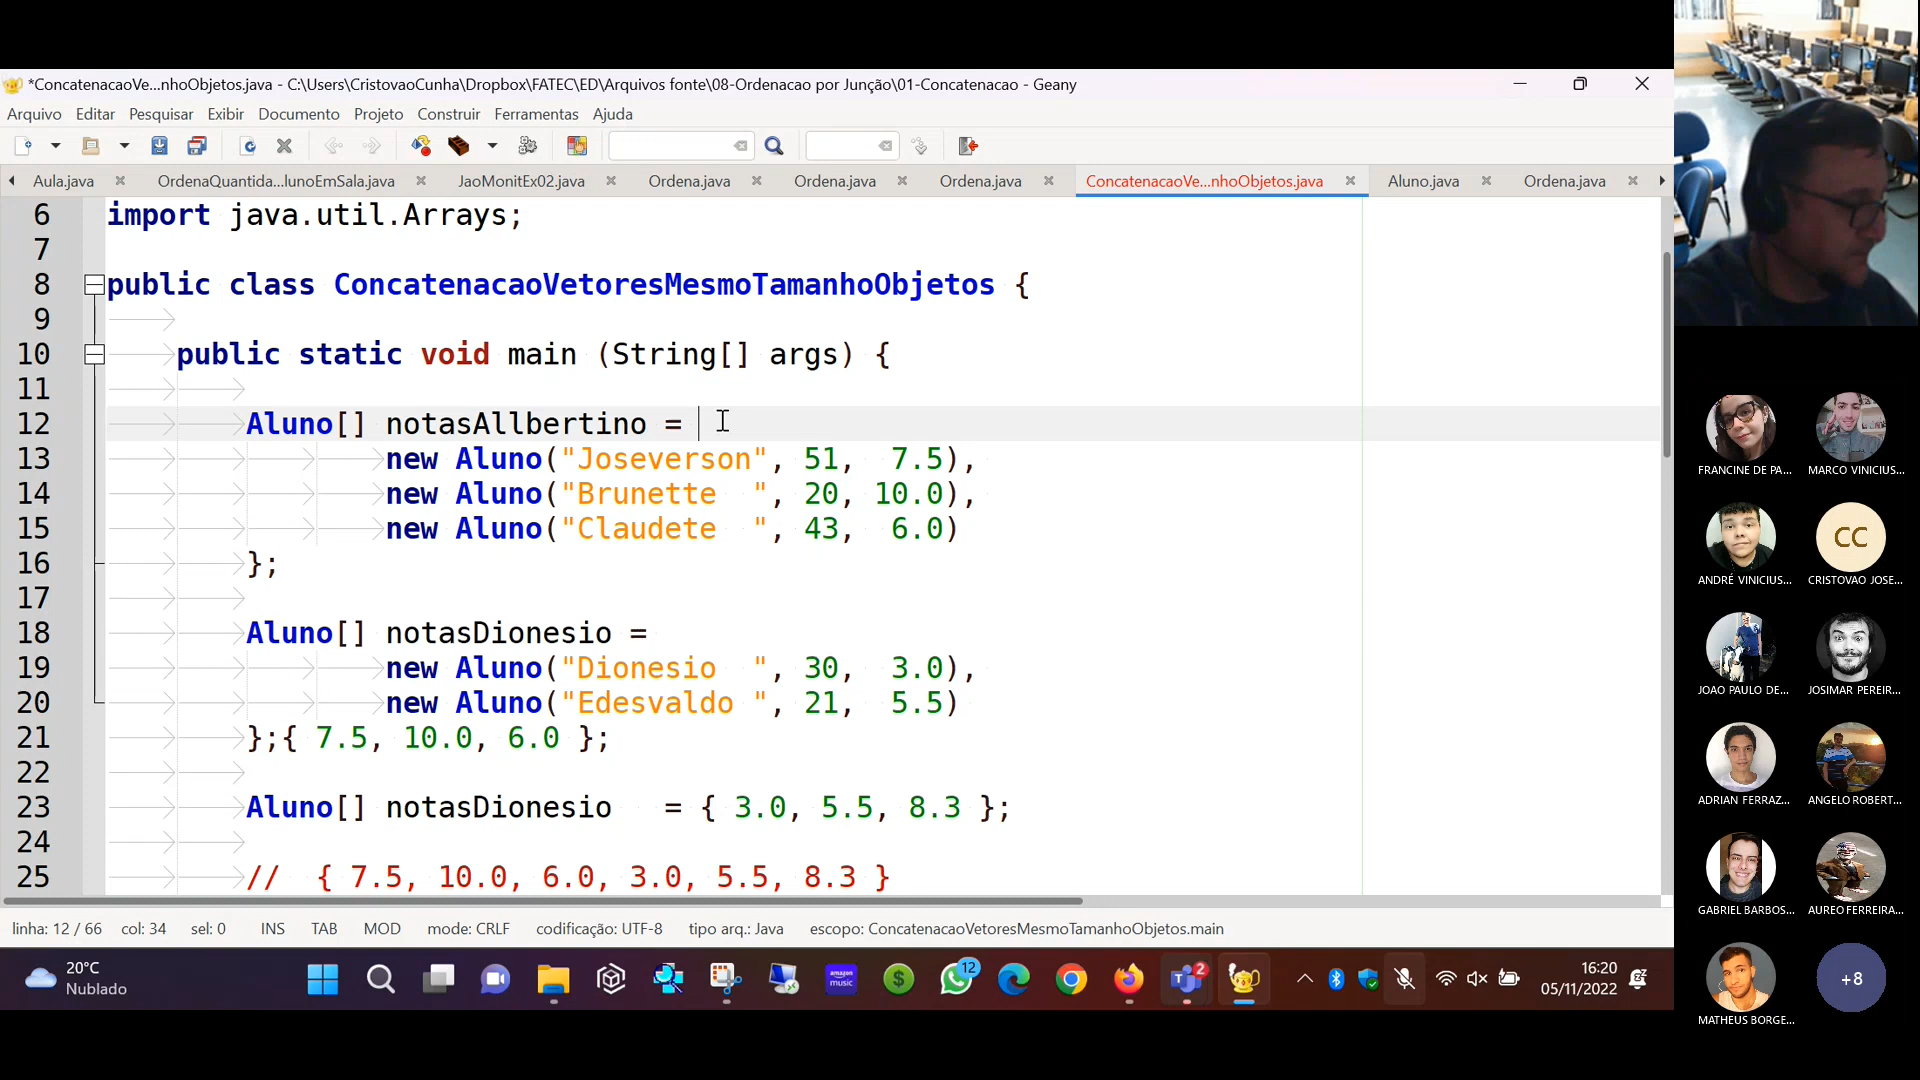 *ConcatenacaoVe...nhoObjetos.java - C:\Users\CristovaoCunha\Dropbox\FATEC\ED\Arquivos fonte\08-Ordenacao por Junção\01-Concatenacao - Geany
Arquivo Editar Pesquisar Exibir Documento Projeto Construir Ferramentas Ajuda
Aula.java OrdenaQuantida...lunoEmSala.java JaoMonitEx02.java Ordena.java Ordena.java Ordena.java ConcatenacaoVe...nhoObjetos.java Aluno.java Ordena.java
6 import java.util.Arrays;
7
8 public class ConcatenacaoVetoresMesmoTamanhoObjetos {
9
10 public static void main (String[] args) {
11
12 Aluno[] notasAllbertino =
13 new Aluno("Joseverson", 51, 7.5),
14 new Aluno("Brunette  ", 20, 10.0),
15 new Aluno("Claudete  ", 43, 6.0)
16 };
17
18 Aluno[] notasDionesio =
19 new Aluno("Dionesio  ", 30, 3.0),
20 new Aluno("Edesvaldo ", 21, 5.5)
21 };{ 7.5, 10.0, 6.0 };
22
23 Aluno[] notasDionesio   = { 3.0, 5.5, 8.3 };
24
25 //  { 7.5, 10.0, 6.0, 3.0, 5.5, 8.3 }
linha: 12 / 66 col: 34 sel: 0 INS TAB MOD mode: CRLF codificação: UTF-8 tipo arq.: Java escopo: ConcatenacaoVetoresMesmoTamanhoObjetos.main
20°C
Nublado
amazon music
$
12
2
16:20
05/11/2022
FRANCINE DE PA... MARCO VINICIUS...
CC
ANDRÉ VINICIUS... CRISTOVAO JOSE...
JOAO PAULO DE... JOSIMAR PEREIR...
ADRIAN FERRAZ... ANGELO ROBERT...
GABRIEL BARBOS... AUREO FERREIRA...
+8
MATHEUS BORGE...